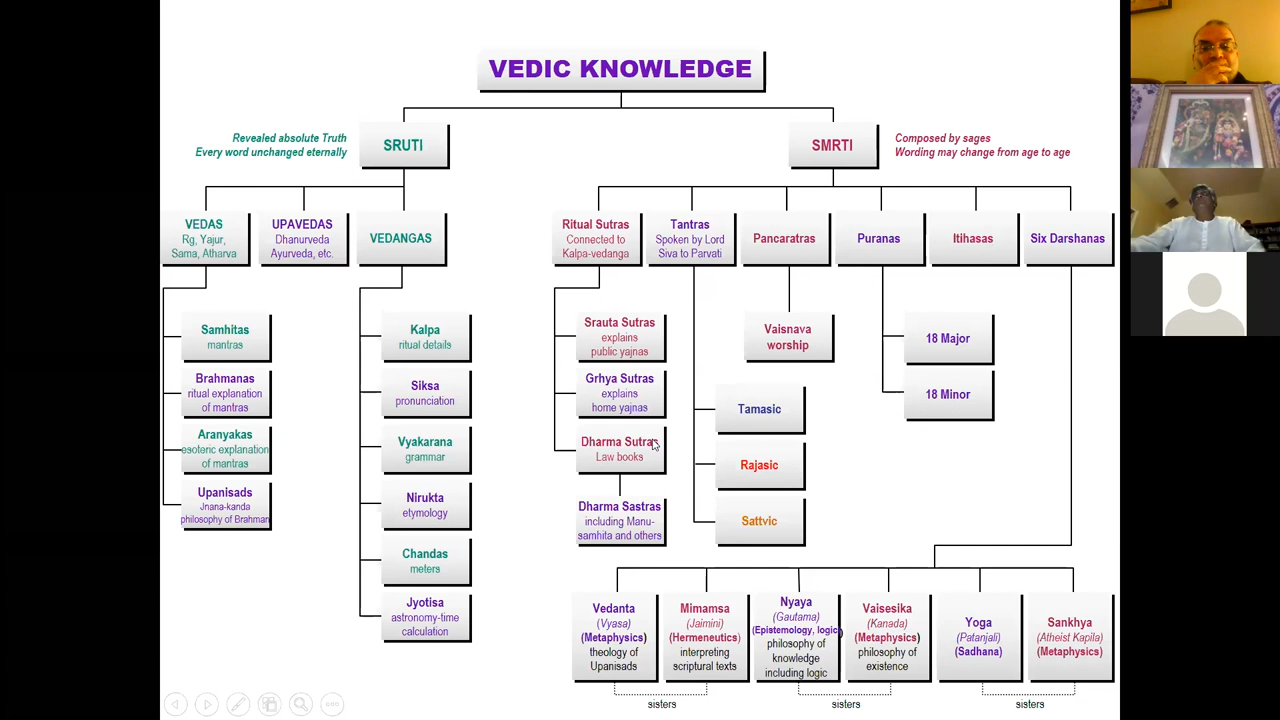 VEDIC KNOWLEDGE
Revealed absolute Truth
Every word unchanged eternally
SRUTI
SMRTI
Composed by sages
Wording may change from age to age
VEDAS
Rg, Yajur,
Sama, Atharva
UPAVEDAS
Dhanurveda
Ayurveda, etc.
VEDANGAS
Ritual Sutras
Connected to
Kalpa-vedanga
Tantras
Spoken by Lord
Siva to Parvati
Pancaratras
Puranas
Itihasas
Six Darshanas
Samhitas
mantras
Brahmanas
ritual explanation
of mantras
Aranyakas
esoteric explanation
of mantras
Upanisads
Jnana-kanda
philosophy of Brahman
Kalpa
ritual details
Siksa
pronunciation
Vyakarana
grammar
Nirukta
etymology
Chandas
meters
Jyotisa
astronomy-time
calculation
Srauta Sutras
explains
public yajnas
Grhya Sutras
explains
home yajnas
Dharma Sutras
Law books
Dharma Sastras
including Manu-
samhita and others
Vaisnava
worship
Tamasic
Rajasic
Sattvic
18 Major
18 Minor
Vedanta
(Vyasa)
(Metaphysics)
theology of
Upanisads
Mimamsa
(Jaimini)
(Hermeneutics)
interpreting
scriptural texts
Nyaya
(Gautama)
(Epistemology, logic)
philosophy of
knowledge
including logic
Vaisesika
(Kanada)
(Metaphysics)
philosophy of
existence
Yoga
(Patanjali)
(Sadhana)
Sankhya
(Atheist Kapila)
(Metaphysics)
sisters
sisters
sisters